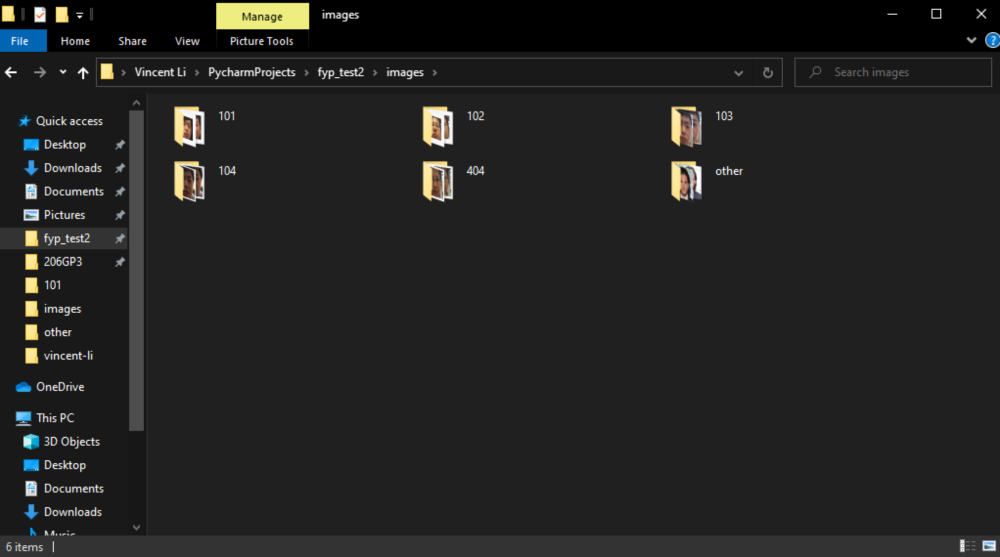 Manage
images
File
Home
Share
View
Picture Tools
?
Vincent Li > PycharmProjects > fyp_test2 > images >
Search images
Quick access
Desktop
Downloads
Documents
Pictures
fyp_test2
206GP3
101
images
other
vincent-li
OneDrive
This PC
3D Objects
Desktop
Documents
Downloads
Music
101
102
103
104
404
other
6 items